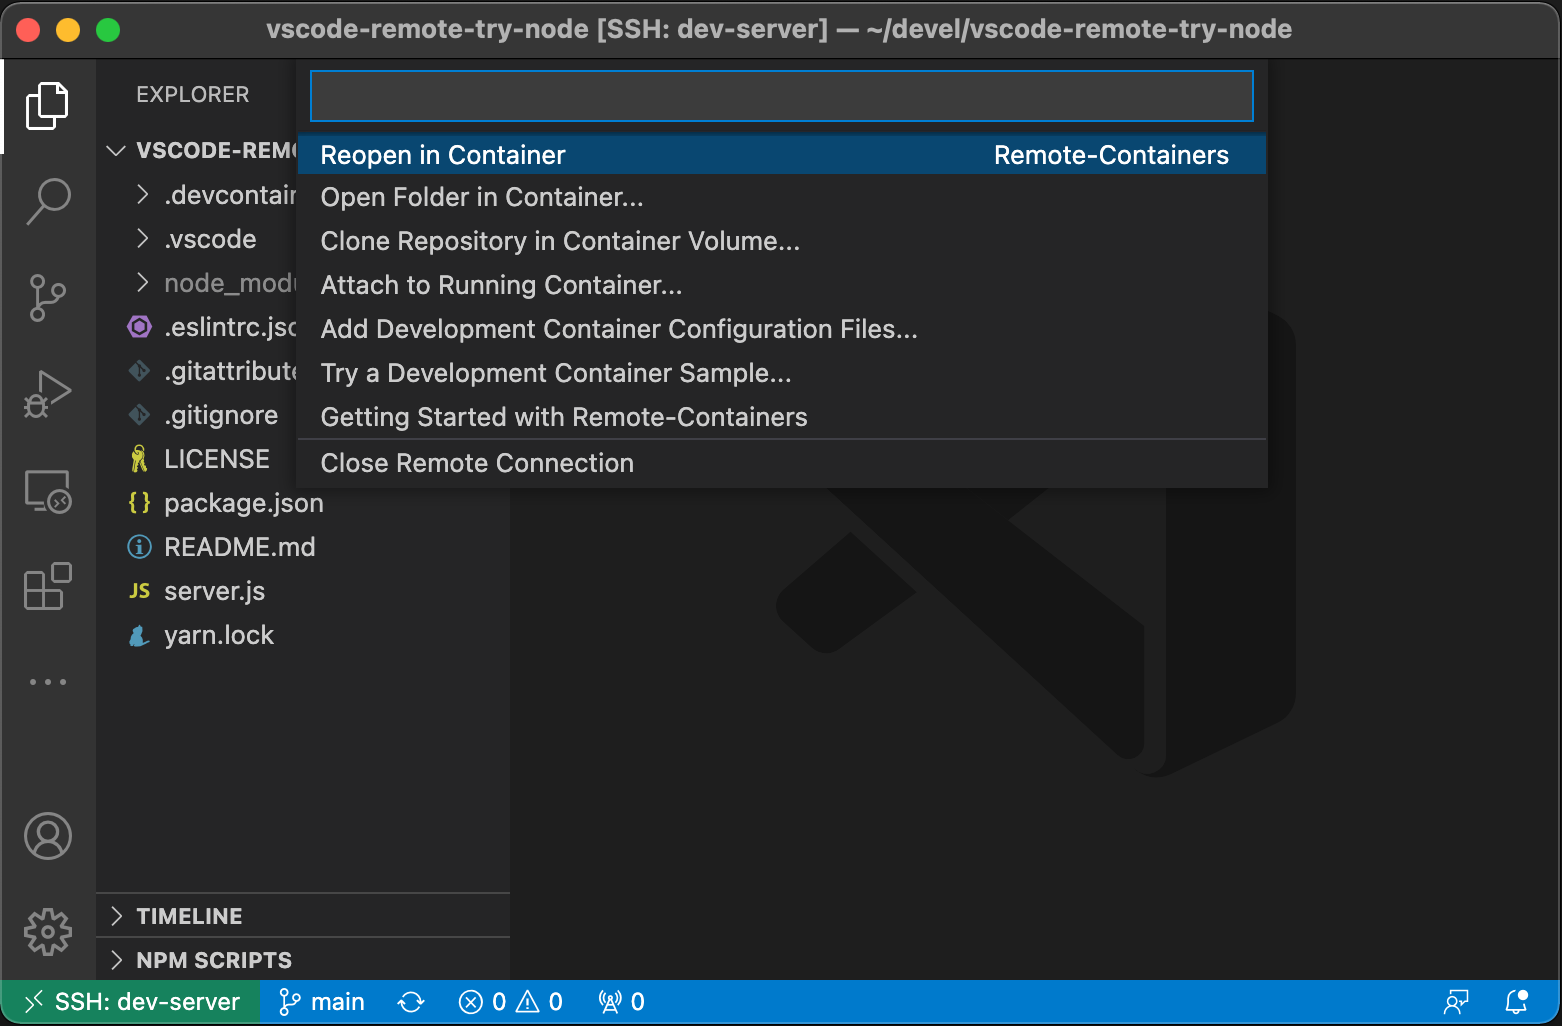 vscode-remote-try-node [SSH: dev-server] — ~/devel/vscode-remote-try-node
EXPLORER
VSCODE-REMO
.devcontain
.vscode
node_modu
.eslintrc.jso
.gitattribute
.gitignore
LICENSE
package.json
README.md
JS server.js
yarn.lock
Reopen in Container Remote-Containers
Open Folder in Container...
Clone Repository in Container Volume...
Attach to Running Container...
Add Development Container Configuration Files...
Try a Development Container Sample...
Getting Started with Remote-Containers
Close Remote Connection
TIMELINE
NPM SCRIPTS
SSH: dev-server main 0 0 0